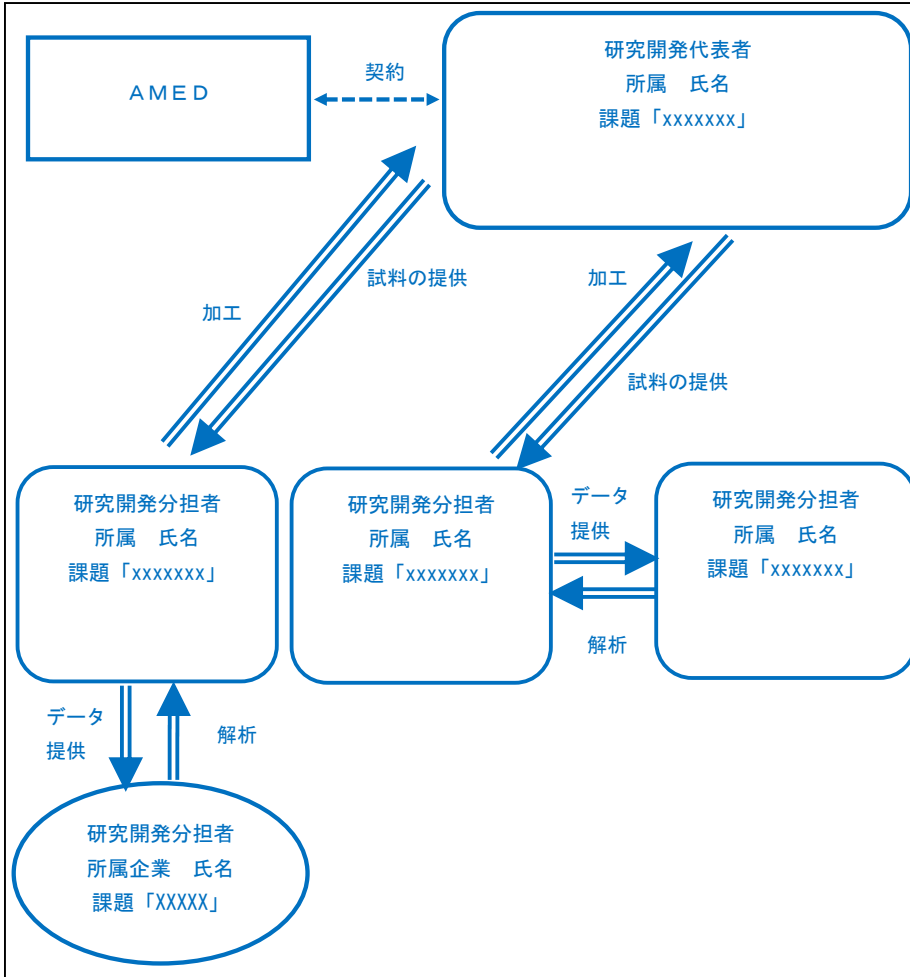 ＡＭＥＤ
契約
研究開発代表者
所属　氏名
課題「xxxxxxx」
加工
試料の提供
加工
試料の提供
研究開発分担者
所属　氏名
課題「xxxxxxx」
研究開発分担者
所属　氏名
課題「xxxxxxx」
データ
提供
解析
研究開発分担者
所属　氏名
課題「xxxxxxx」
データ
提供
解析
研究開発分担者
所属企業　氏名
課題「XXXXX」